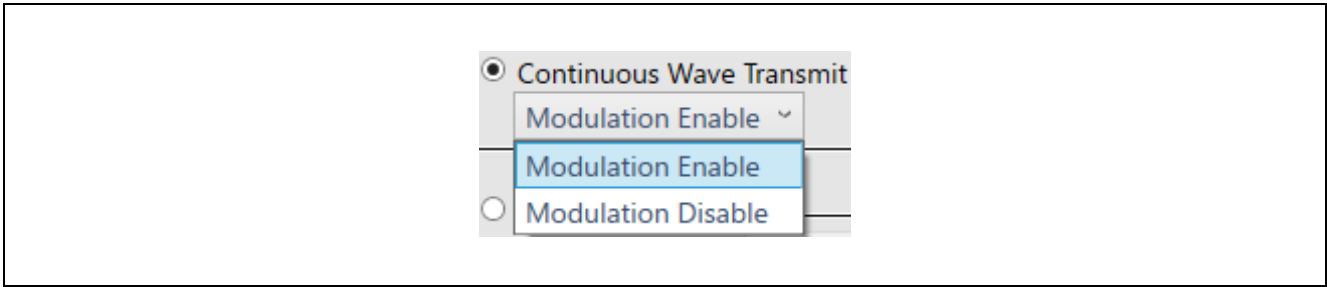 Continuous Wave Transmit
Modulation Enable
Modulation Enable
Modulation Disable